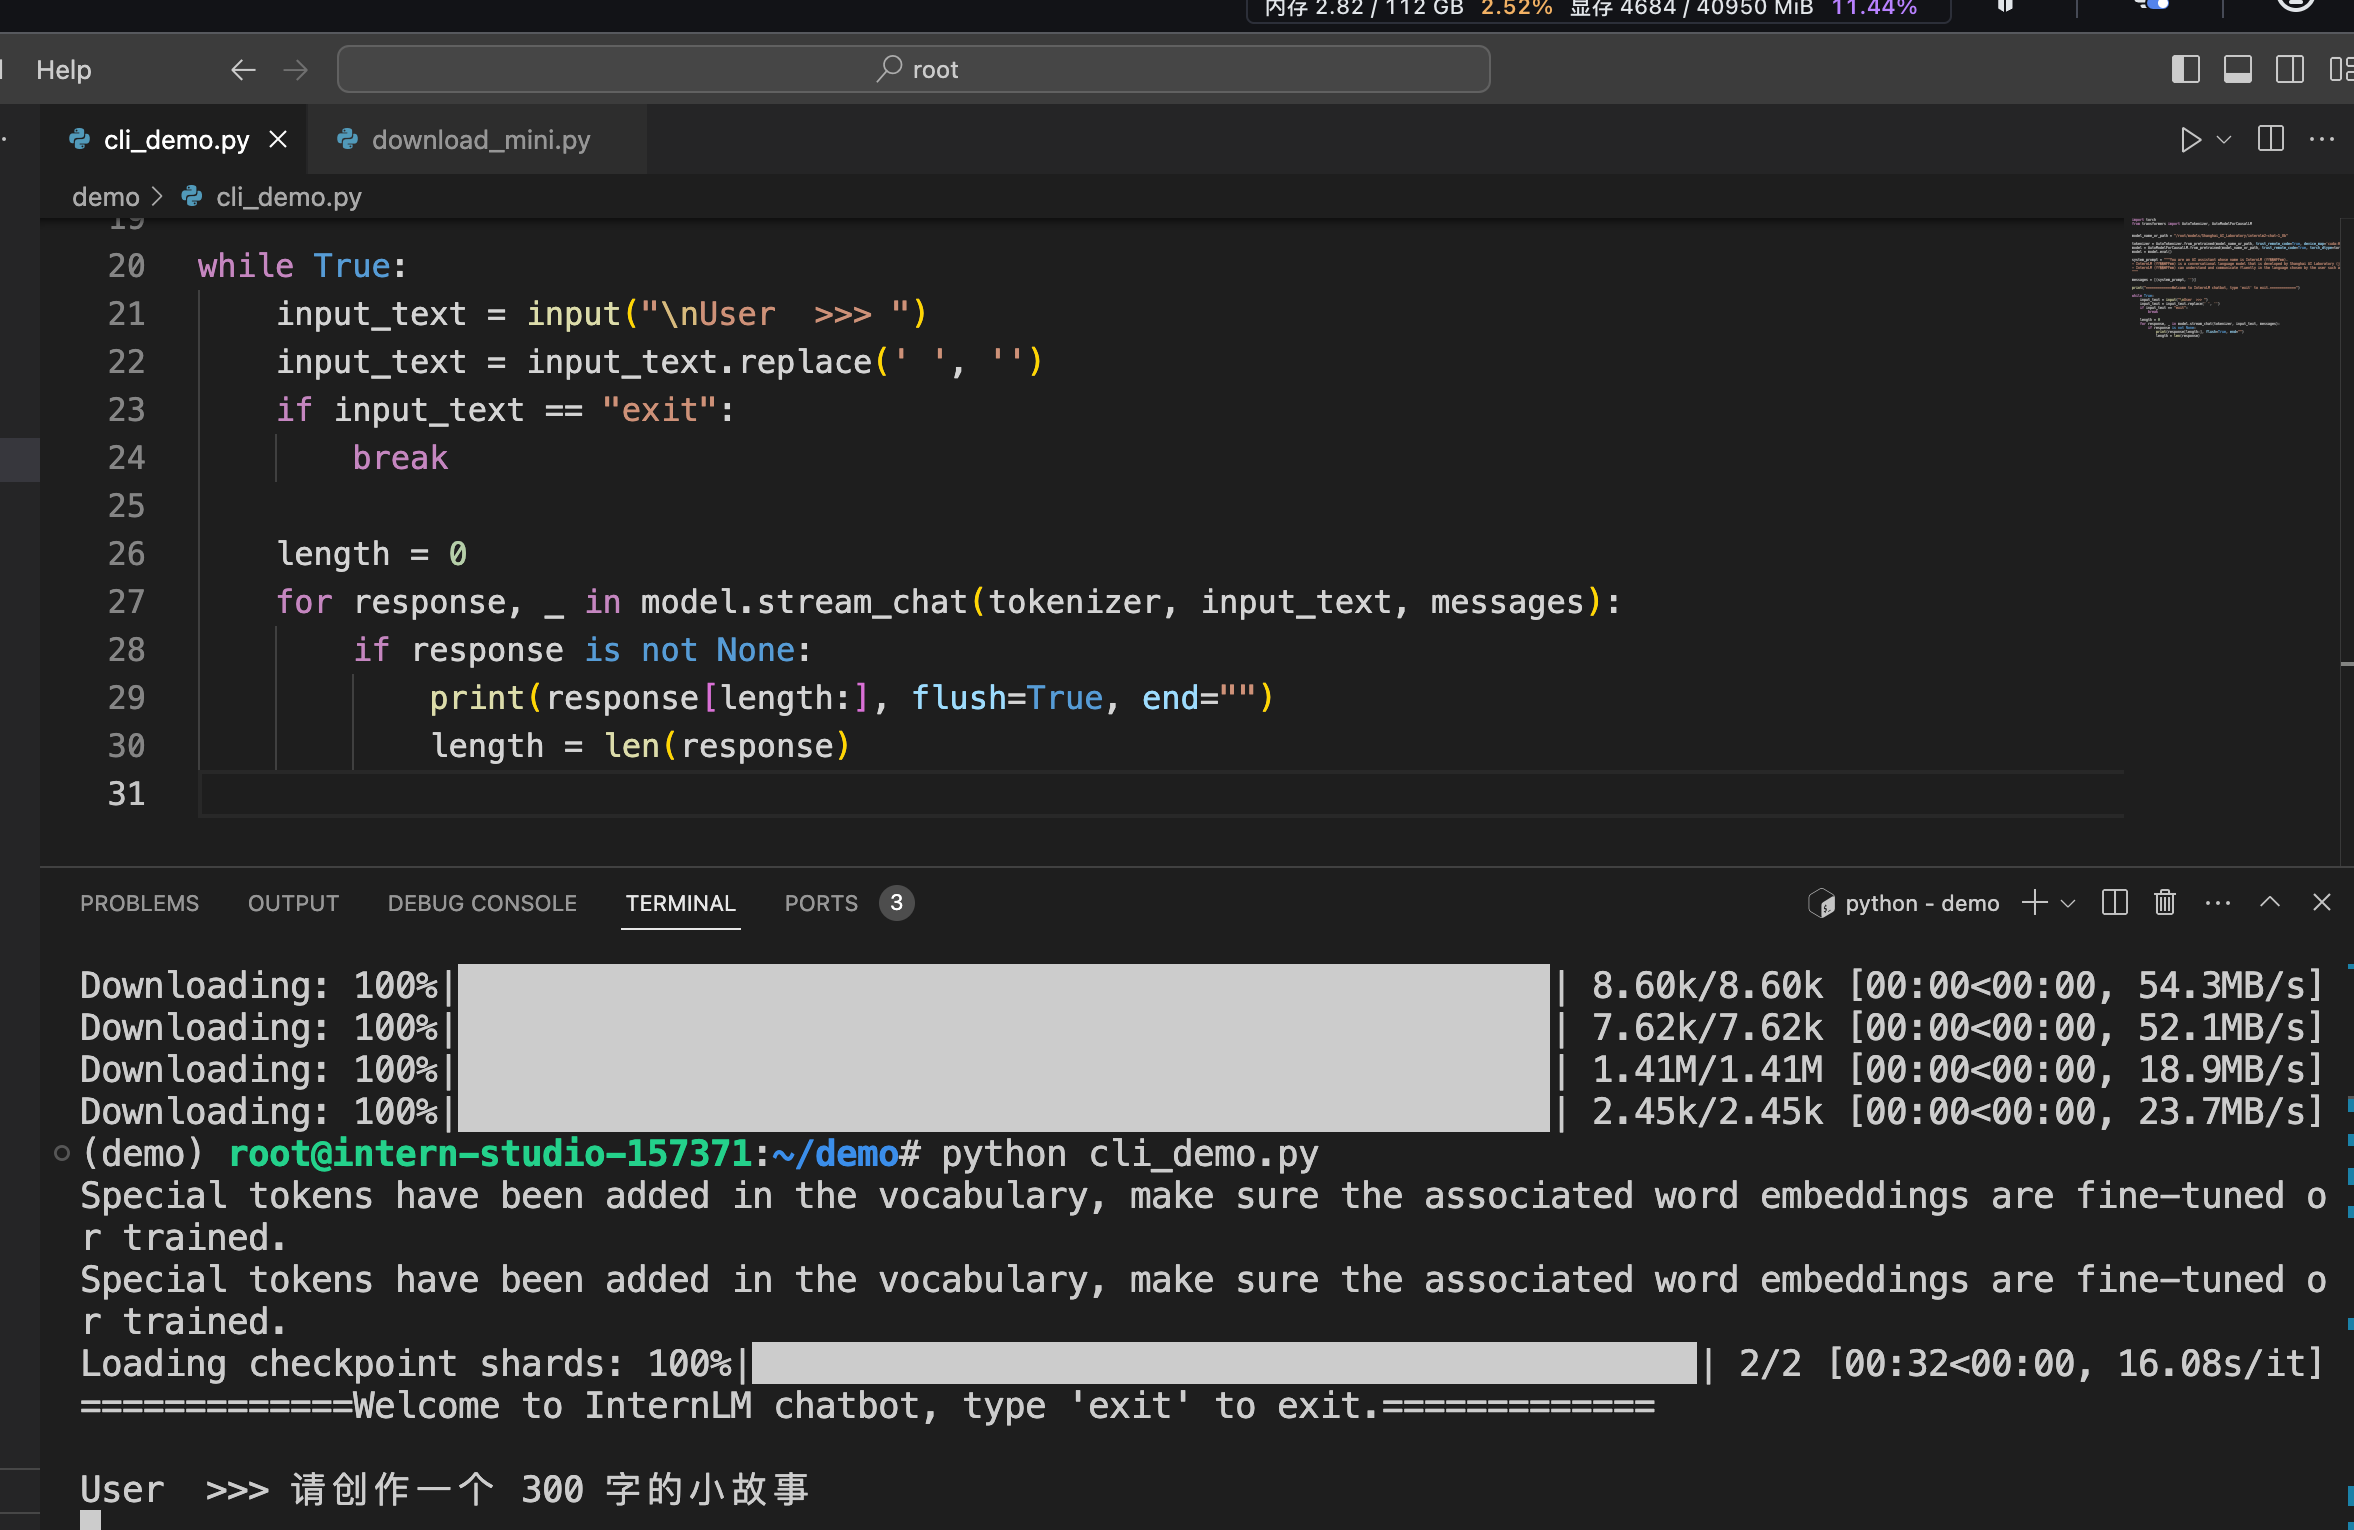 内存 2.82 / 112 GB 2.52% 显存 4684 / 40950 MiB 11.44%
Help
root
cli_demo.py
download_mini.py
demo > cli_demo.py
19
20 while True:
21     input_text = input("\nUser  >>> ")
22     input_text = input_text.replace(' ', '')
23     if input_text == "exit":
24         break
25
26     length = 0
27     for response, _ in model.stream_chat(tokenizer, input_text, messages):
28         if response is not None:
29             print(response[length:], flush=True, end="")
30             length = len(response)
31
PROBLEMS OUTPUT DEBUG CONSOLE TERMINAL PORTS 3
python - demo
Downloading: 100%| | 8.60k/8.60k [00:00<00:00, 54.3MB/s]
Downloading: 100%| | 7.62k/7.62k [00:00<00:00, 52.1MB/s]
Downloading: 100%| | 1.41M/1.41M [00:00<00:00, 18.9MB/s]
Downloading: 100%| | 2.45k/2.45k [00:00<00:00, 23.7MB/s]
(demo) root@intern-studio-157371:~/demo# python cli_demo.py
Special tokens have been added in the vocabulary, make sure the associated word embeddings are fine-tuned o
r trained.
Special tokens have been added in the vocabulary, make sure the associated word embeddings are fine-tuned o
r trained.
Loading checkpoint shards: 100%| | 2/2 [00:32<00:00, 16.08s/it]
=============Welcome to InternLM chatbot, type 'exit' to exit.=============
User  >>> 请创作一个 300 字的小故事